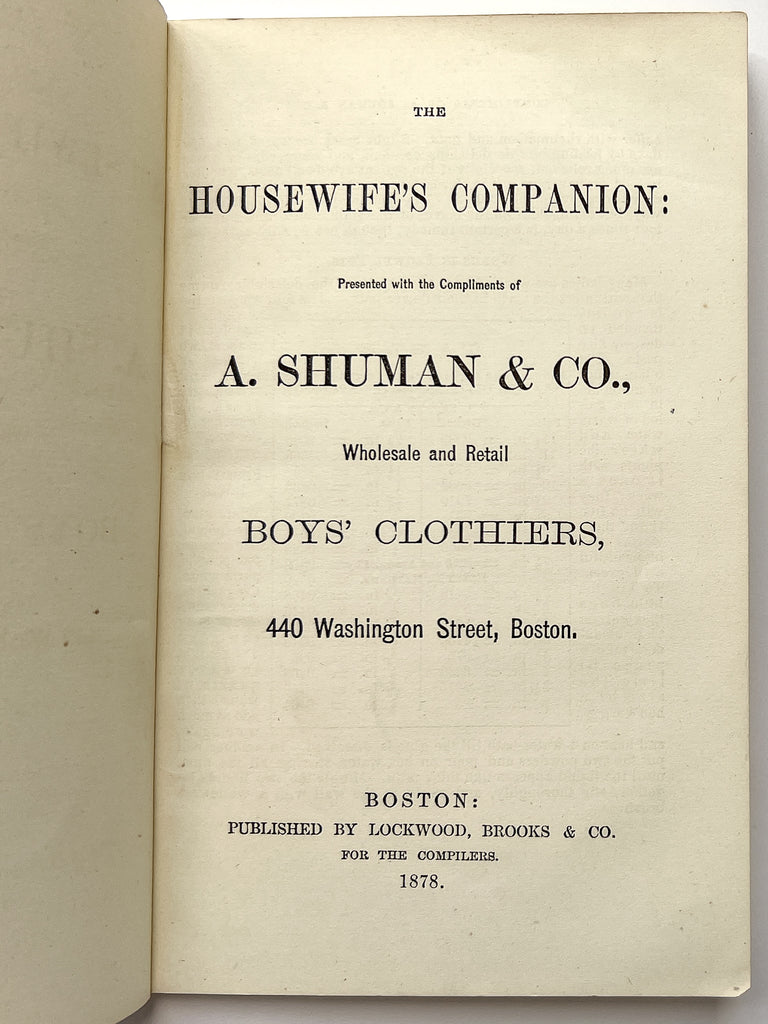 THE
HOUSEWIFE'S COMPANION:
Presented with the Compliments of
A. SHUMAN & CO.,
Wholesale and Retail
BOYS' CLOTHIERS,
440 Washington Street, Boston.
BOSTON:
PUBLISHED BY LOCKWOOD, BROOKS & CO.
FOR THE COMPILERS.
1878.